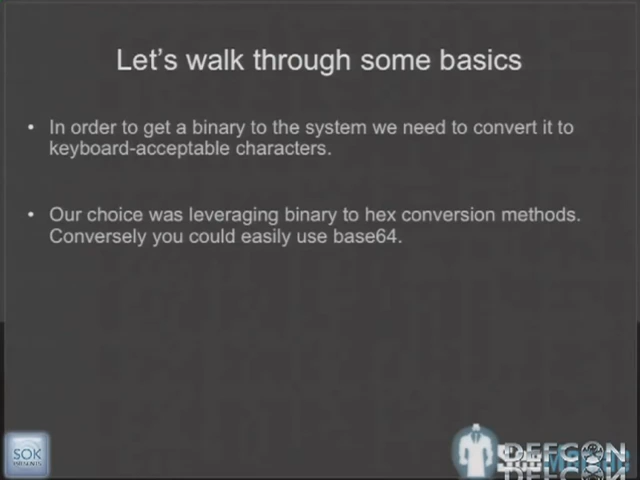 Let's walk through some basics
• In order to get a binary to the system we need to convert it to
keyboard-acceptable characters.
• Our choice was leveraging binary to hex conversion methods.
Conversely you could easily use base64.
SOK
DEFCON